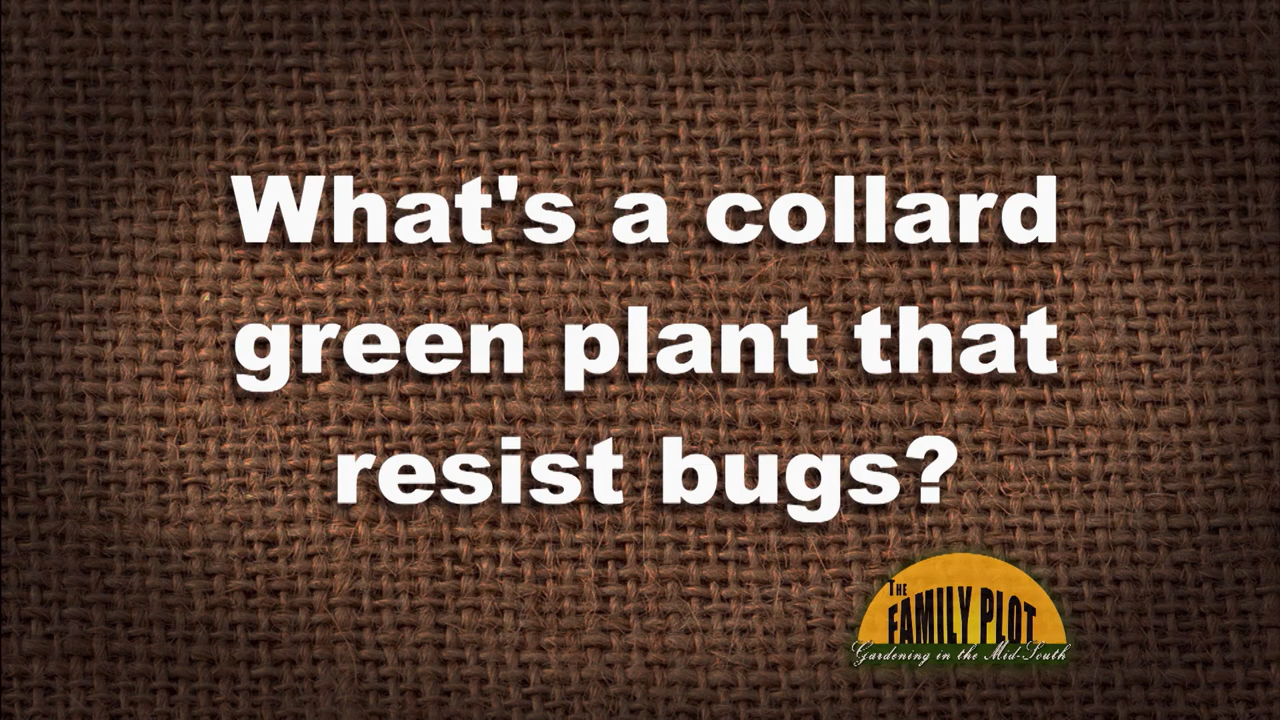 What's a collard
green plant that
resist bugs?
THE
FAMILY PLOT
Gardening in the Mid-South